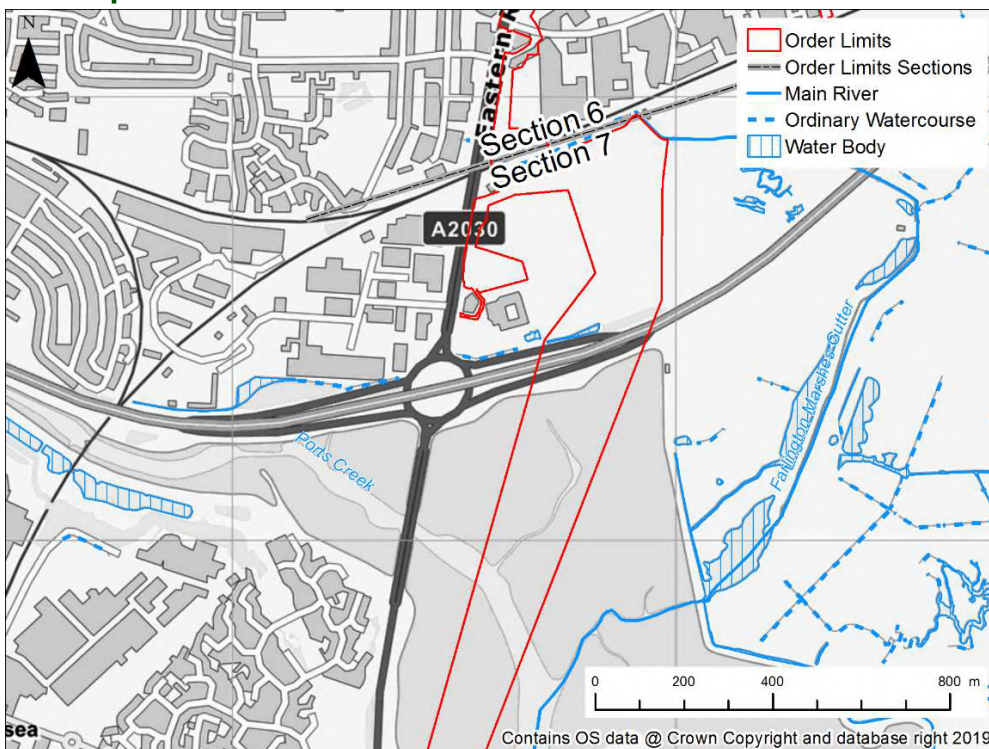 N
Eastern R
Section 6
Section 7
A2030
Order Limits
Order Limits Sections
Main River
Ordinary Watercourse
Water Body
Farlington Marshes Gutter
Ports Creek
0 200 400 800 m
sea
Contains OS data @ Crown Copyright and database right 2019